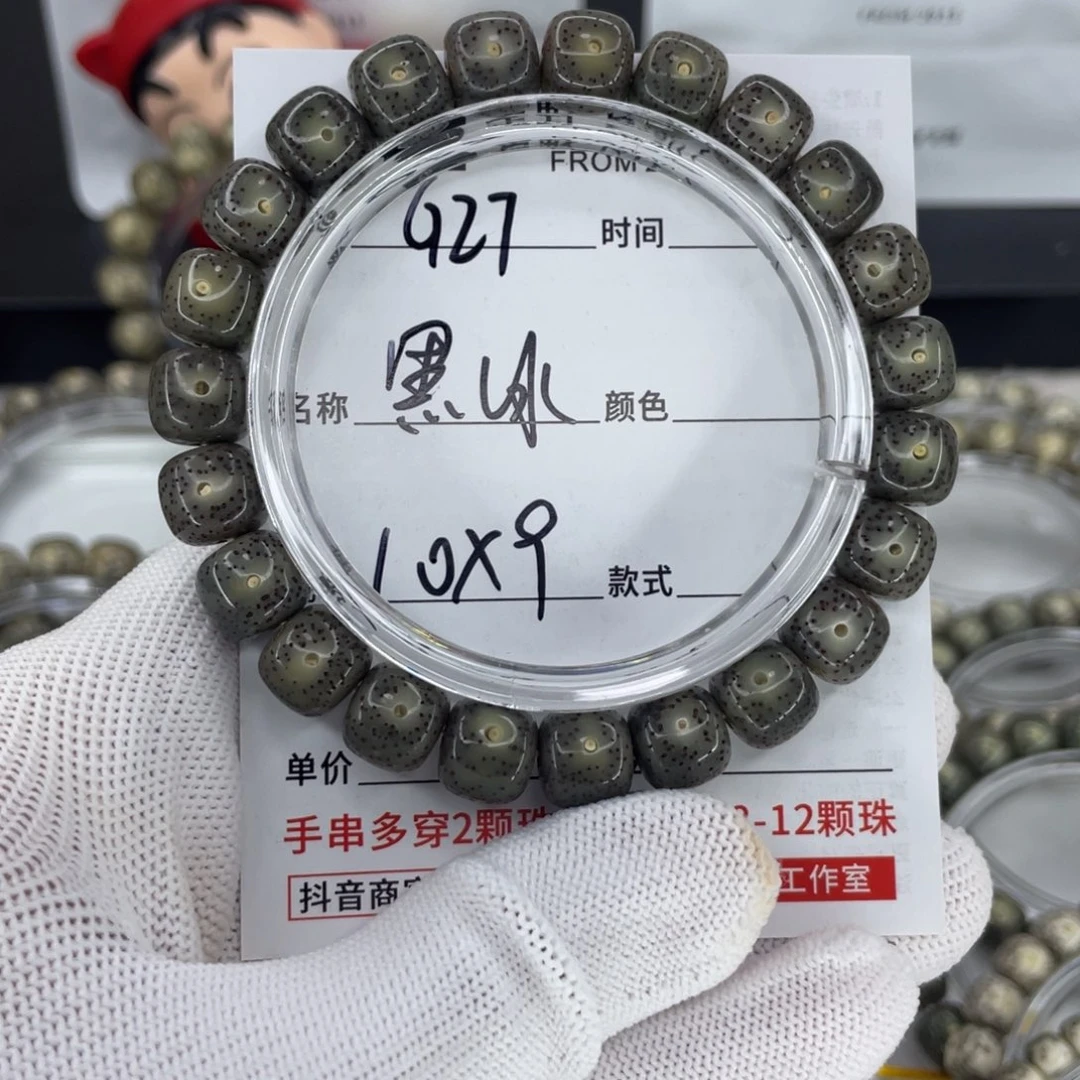 FROM
927 时间
名称 黑冰 颜色
10X9 款式
单价
手串多穿2颗珠 -12颗珠
抖音商家 工作室